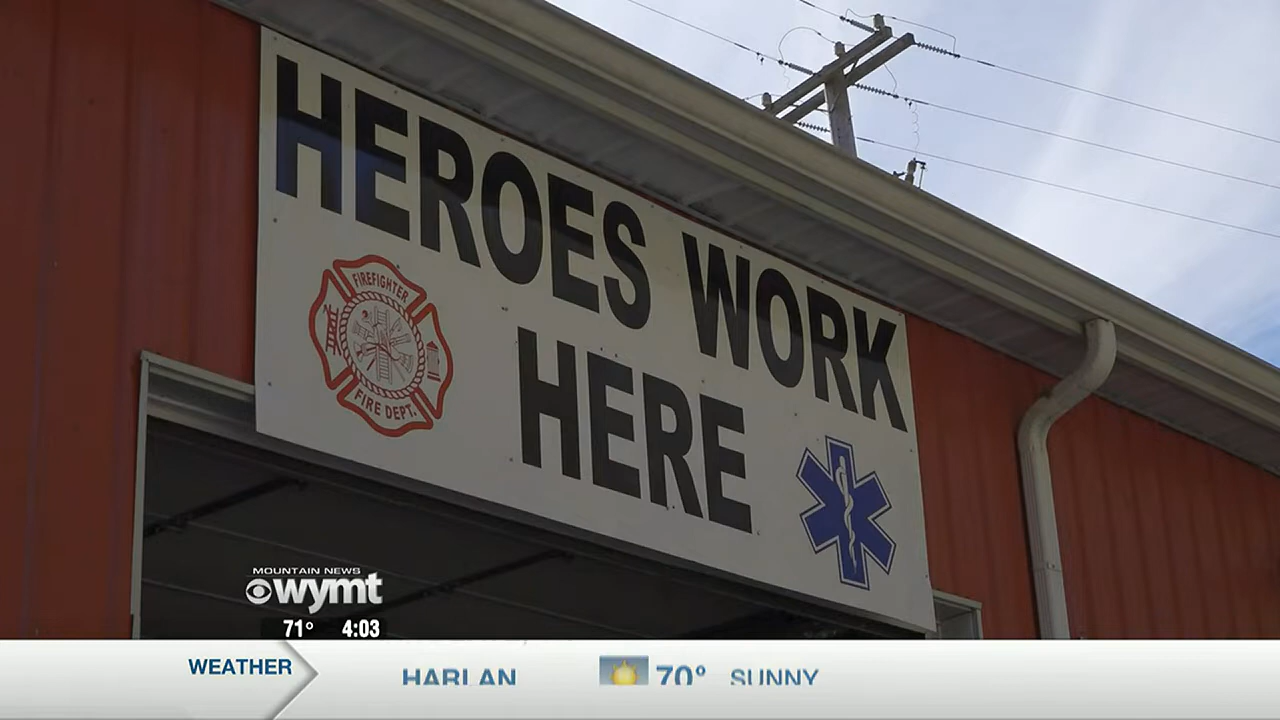 HEROES WORK
HERE
FIREFIGHTER
FIRE DEPT.
MOUNTAIN NEWS
wymt
71° 4:03
WEATHER
HARLAN 70° SUNNY